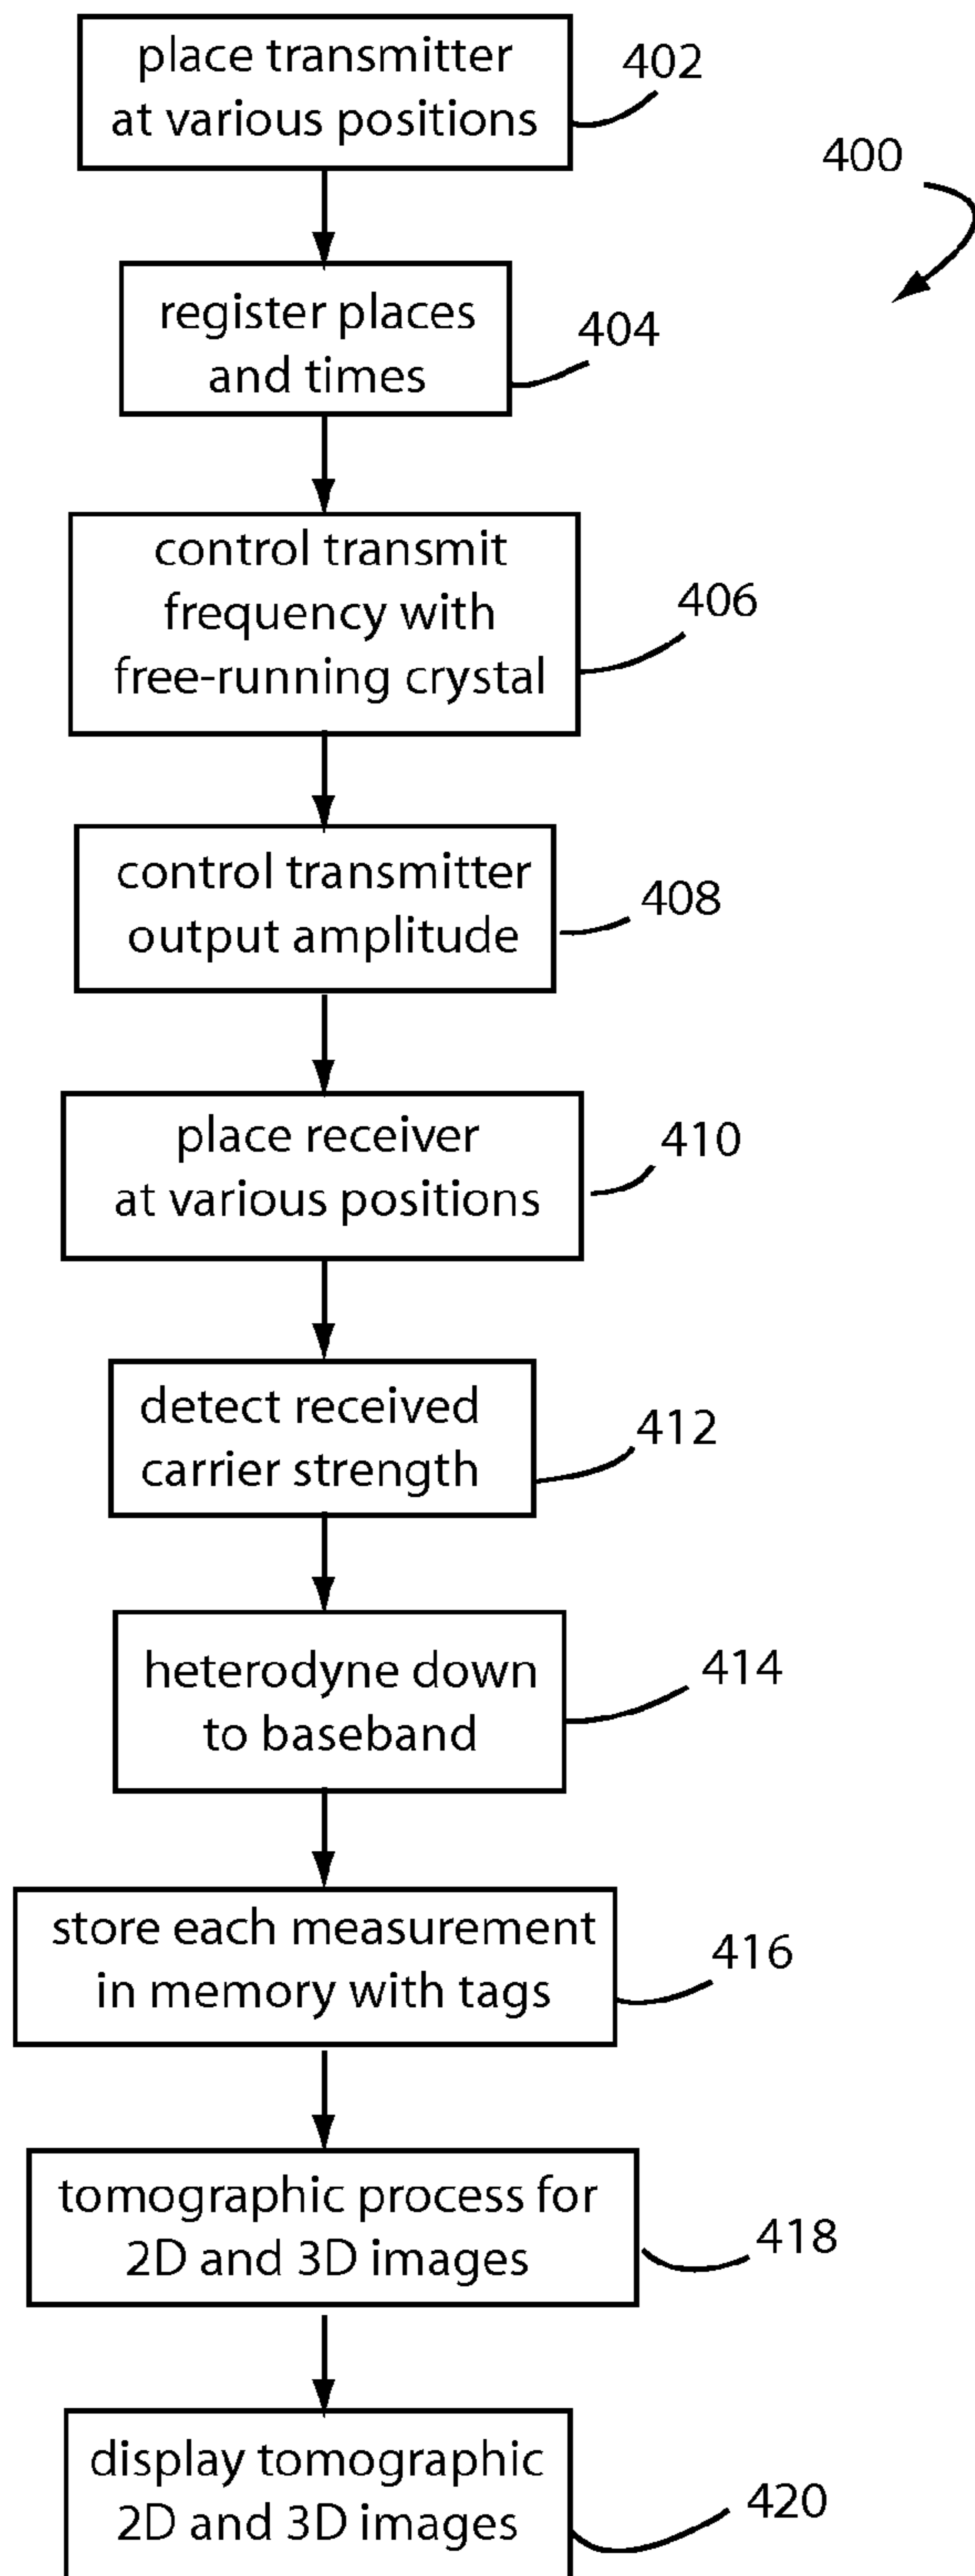 place transmitter
at various positions
402
400
register places
and times
404
control transmit
frequency with
free-running crystal
406
control transmitter
output amplitude
408
place receiver
at various positions
410
detect received
carrier strength
412
heterodyne down
to baseband
414
store each measurement
in memory with tags
416
tomographic process for
2D and 3D images
418
display tomographic
2D and 3D images
420